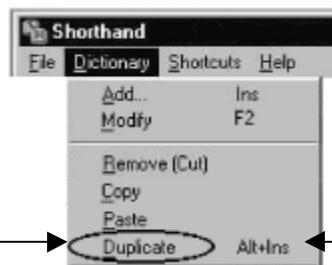 Shorthand
File Dictionary Shortcuts Help
Add... Ins
Modify F2
Remove (Cut)
Copy
Paste
Duplicate Alt+Ins